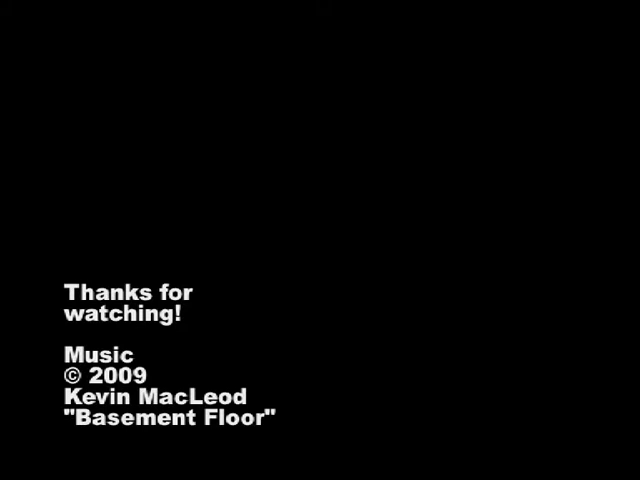 Thanks for
watching!
Music
© 2009
Kevin MacLeod
"Basement Floor"